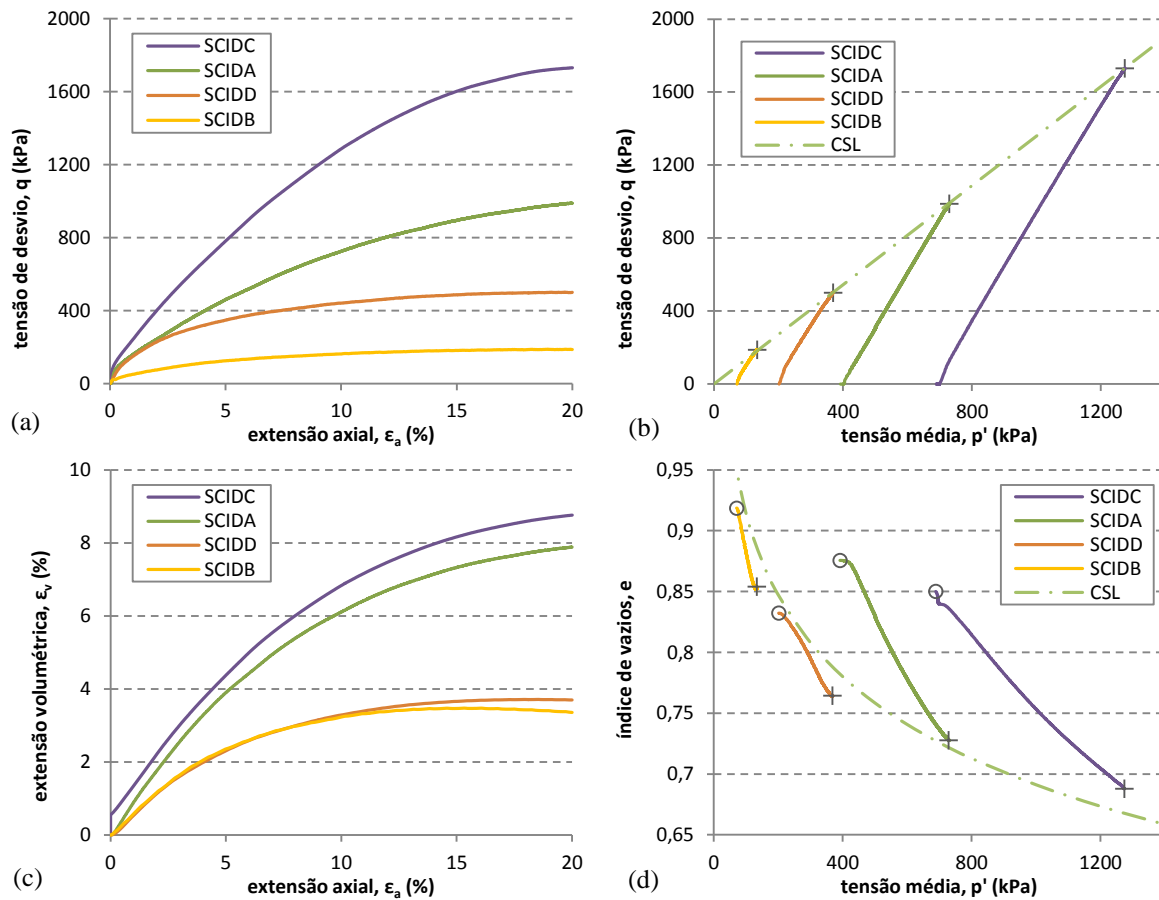 2000
1600
1200
800
400
0
tensão de desvio, q (kPa)
SCIDC
SCIDA
SCIDD
SCIDB
0
5
10
15
20
extensão axial, εa (%)
(a)
2000
1600
1200
800
400
0
tensão de desvio, q (kPa)
SCIDC
SCIDA
SCIDD
SCIDB
CSL
0
400
800
1200
tensão média, p' (kPa)
(b)
10
8
6
4
2
0
extensão volumétrica, εv (%)
SCIDC
SCIDA
SCIDD
SCIDB
0
5
10
15
20
extensão axial, εa (%)
(c)
0,95
0,9
0,85
0,8
0,75
0,7
0,65
índice de vazios, e
SCIDC
SCIDA
SCIDD
SCIDB
CSL
0
400
800
1200
tensão média, p' (kPa)
(d)